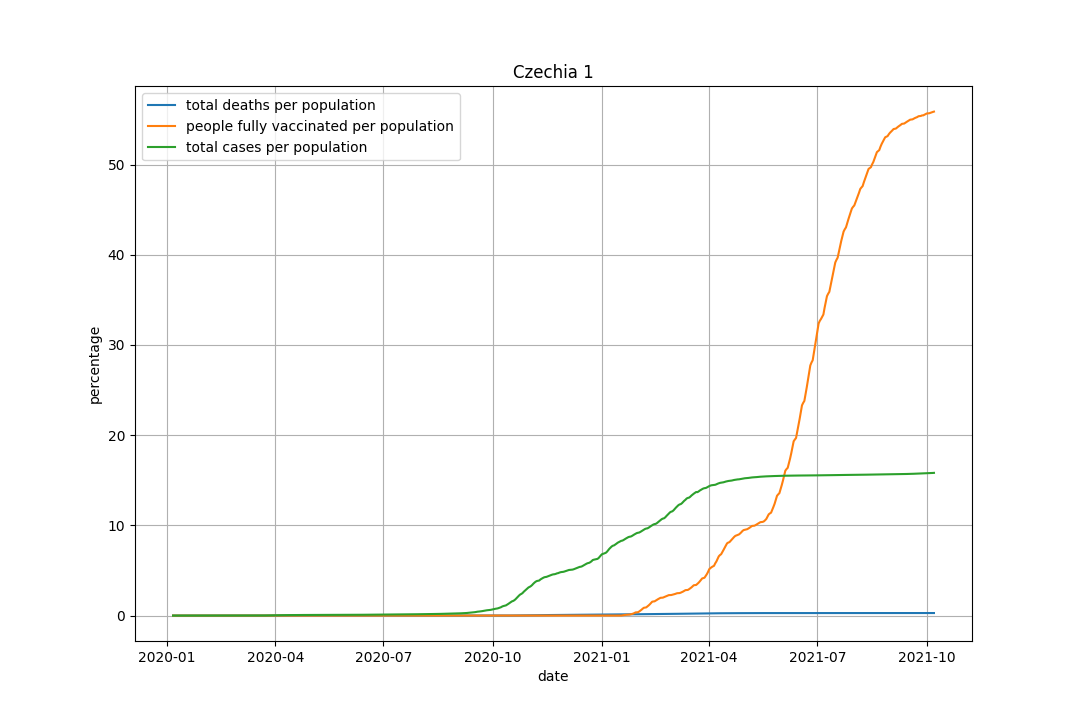 Czechia 1
total deaths per population
people fully vaccinated per population
total cases per population
percentage
50
40
30
20
10
0
2020-01 2020-04 2020-07 2020-10 2021-01 2021-04 2021-07 2021-10
date